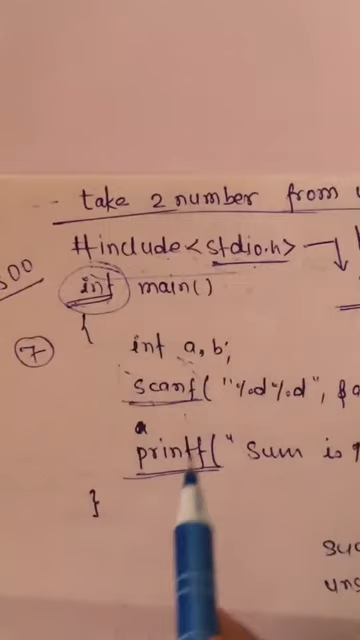 -- take 2 number from
#include<stdio.h>
500
int main()
{
7
int a, b;
scanf("%d%d", &a
printf(" Sum is
}
suc
uns